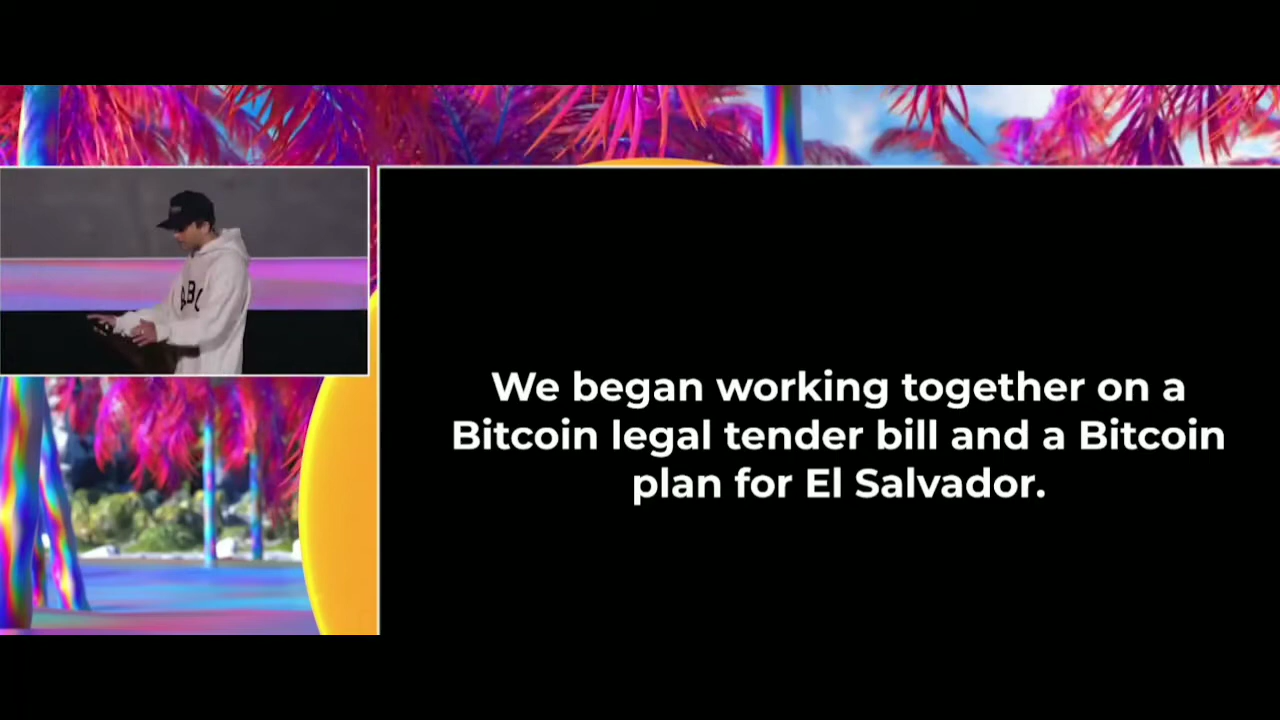 We began working together on a
Bitcoin legal tender bill and a Bitcoin
plan for El Salvador.